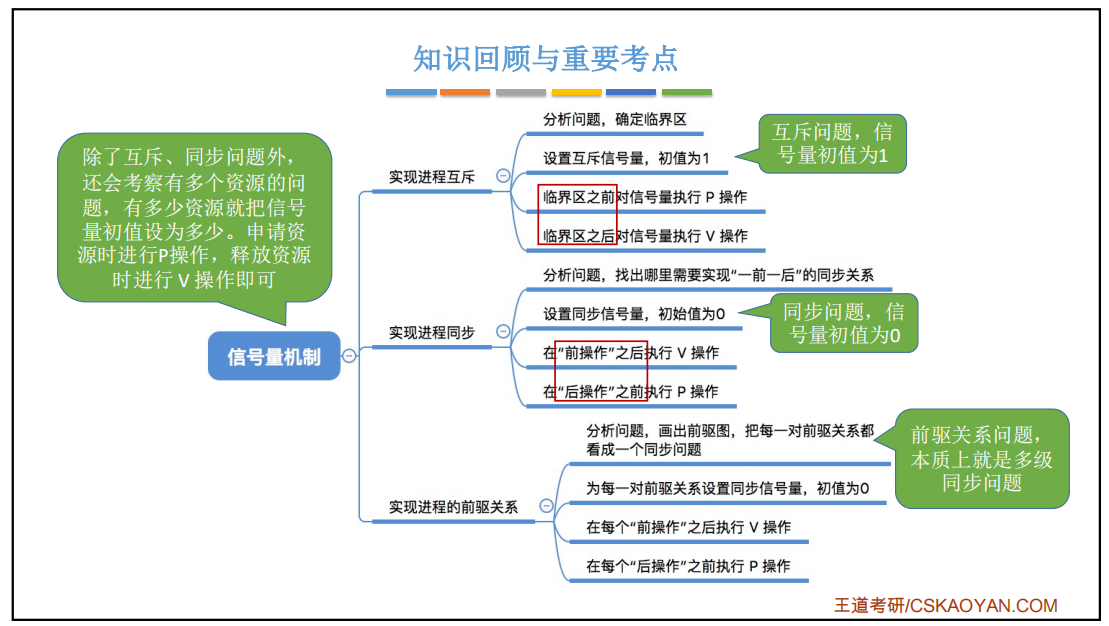 知识回顾与重要考点
除了互斥、同步问题外，
还会考察有多个资源的问
题，有多少资源就把信号
量初值设为多少。申请资
源时进行P操作，释放资源
时进行 V 操作即可
信号量机制
实现进程互斥
分析问题，确定临界区
设置互斥信号量，初值为1
互斥问题，信
号量初值为1
临界区之前对信号量执行 P 操作
临界区之后对信号量执行 V 操作
实现进程同步
分析问题，找出哪里需要实现“一前一后”的同步关系
设置同步信号量，初始值为0
同步问题，信
号量初值为0
在“前操作”之后执行 V 操作
在“后操作”之前执行 P 操作
实现进程的前驱关系
分析问题，画出前驱图，把每一对前驱关系都
看成一个同步问题
前驱关系问题，
本质上就是多级
同步问题
为每一对前驱关系设置同步信号量，初值为0
在每个“前操作”之后执行 V 操作
在每个“后操作”之前执行 P 操作
王道考研/CSKAOYAN.COM